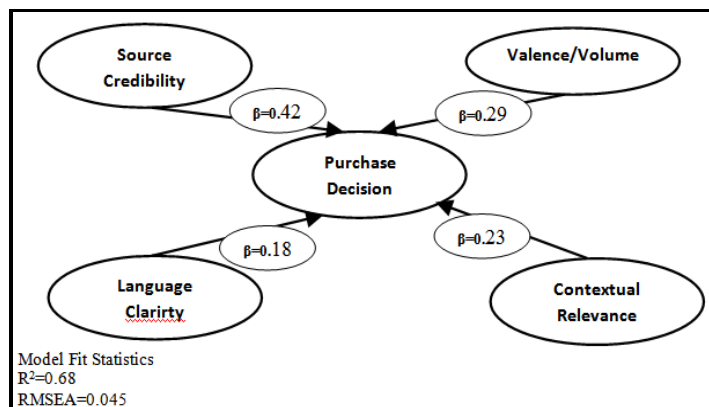 Source
Credibility
Valence/Volume
β=0.42
β=0.29
Purchase
Decision
β=0.18
β=0.23
Language
Clarirty
Contextual
Relevance
Model Fit Statistics
R²=0.68
RMSEA=0.045